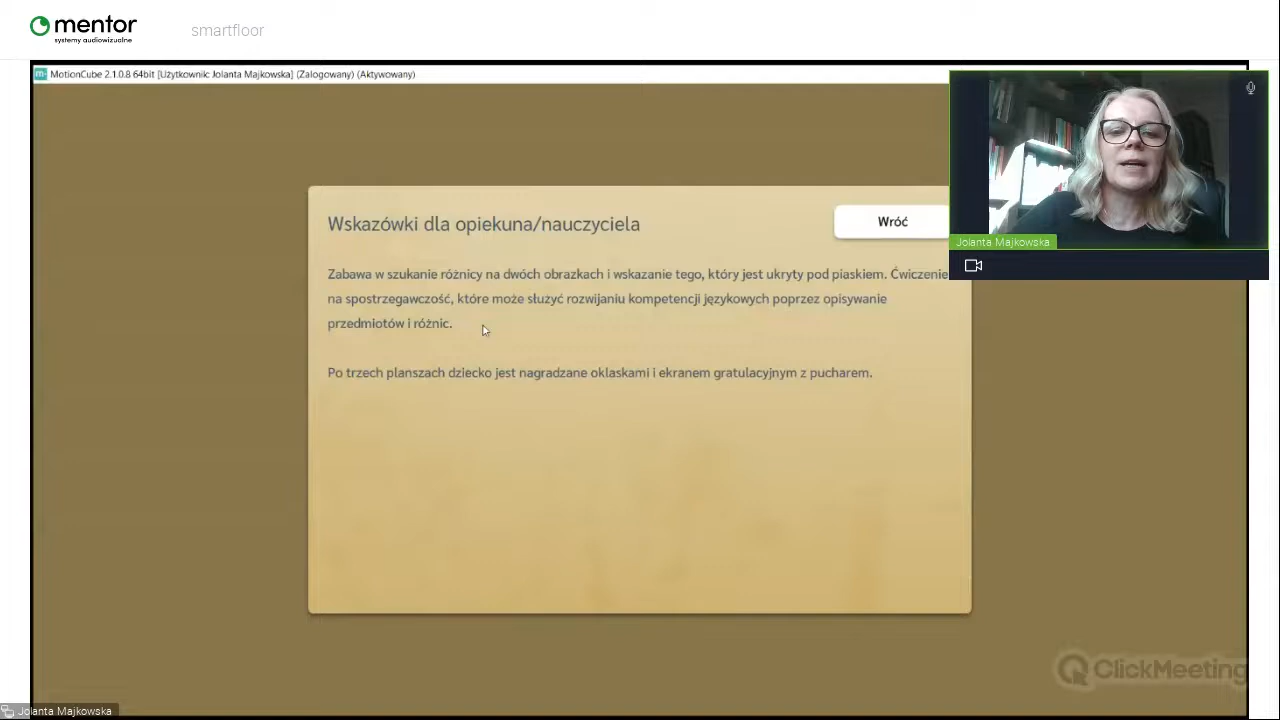 mentor
systemy audiowizualne
smartfloor
MotionCube 2.1.0.8 64bit [Użytkownik: Jolanta Majkowska] (Zalogowany) (Aktywowany)
Wskazówki dla opiekuna/nauczyciela
Wróć
Zabawa w szukanie różnicy na dwóch obrazkach i wskazanie tego, który jest ukryty pod piaskiem. Ćwiczenie
na spostrzegawczość, które może służyć rozwijaniu kompetencji językowych poprzez opisywanie
przedmiotów i różnic.
Po trzech planszach dziecko jest nagradzane oklaskami i ekranem gratulacyjnym z pucharem.
Jolanta Majkowska
ClickMeeting
Jolanta Majkowska